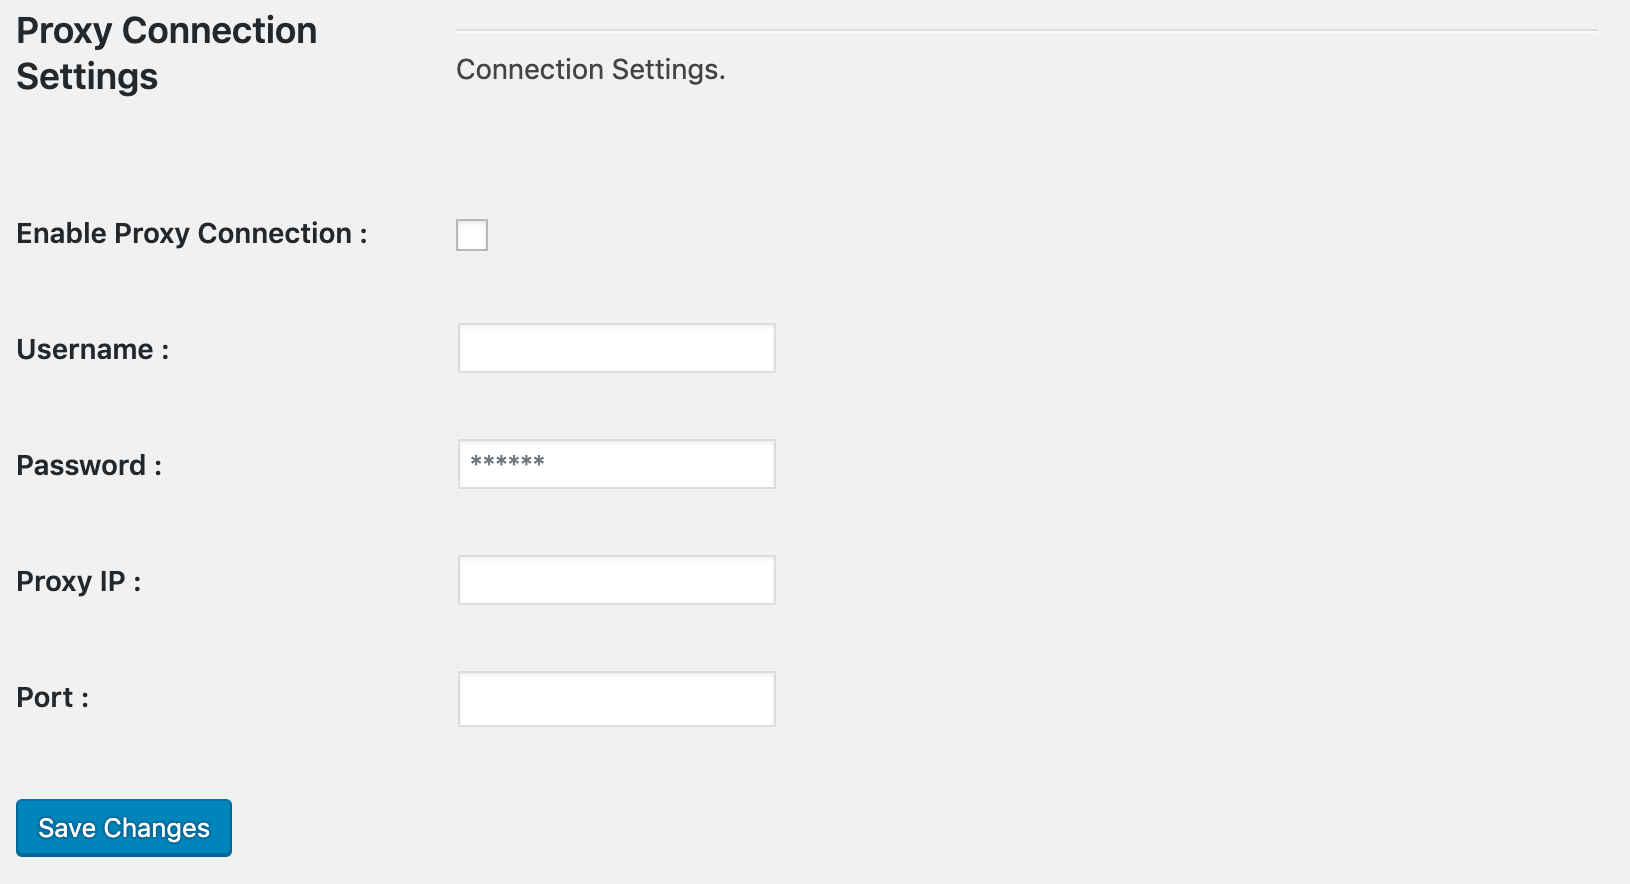 Proxy Connection
Settings
Connection Settings.
Enable Proxy Connection :
Username :
Password :
******
Proxy IP :
Port :
Save Changes